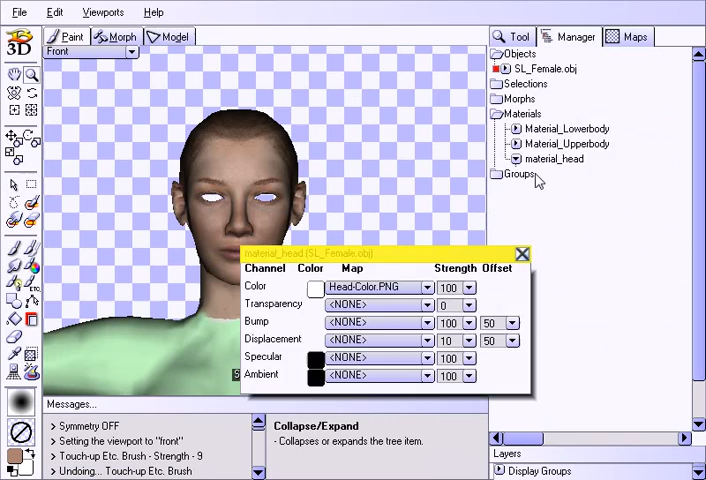 File Edit Viewports Help
3D Paint Morph Model Tool Manager Maps
Front
Objects
SL_Female.obj
Selections
Morphs
Materials
Material_Lowerbody
Material_Upperbody
material_head
Groups
material_head (SL_Female.obj)
Channel Color Map Strength Offset
Color Head-Color.PNG 100
Transparency <NONE> 0
Bump <NONE> 100 50
Displacement <NONE> 10 50
Specular <NONE> 100
Ambient <NONE> 100
ETC.
Messages...
> Symmetry OFF
> Setting the viewport to "front"
> Touch-up Etc. Brush - Strength - 9
> Undoing... Touch-up Etc. Brush
Collapse/Expand
- Collapses or expands the tree item.
Layers
Display Groups